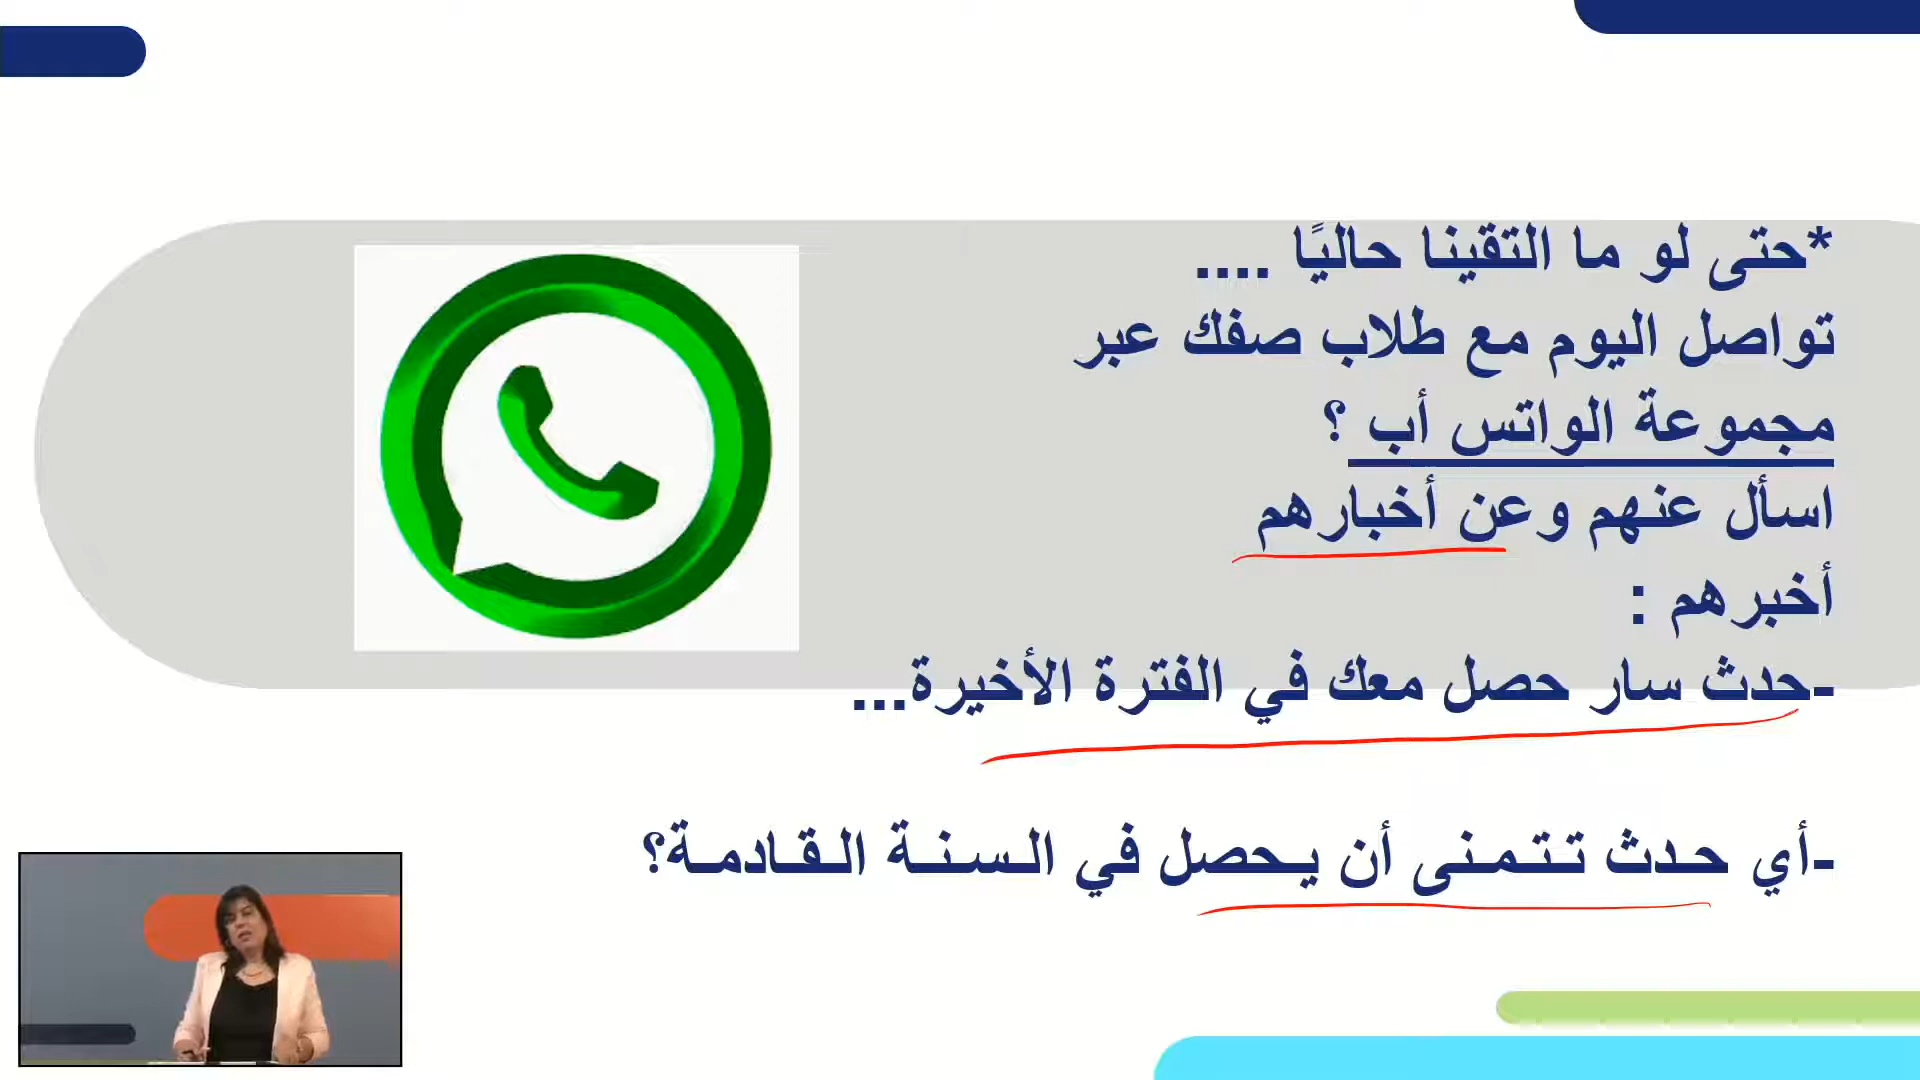 *حتى لو ما التقينا حاليًا ....
تواصل اليوم مع طلاب صفك عبر
مجموعة الواتس أب ؟
اسأل عنهم وعن أخبارهم
أخبرهم :
-حدث سار حصل معك في الفترة الأخيرة...
-أي حدث تتمنى أن يحصل في السنة القادمة؟